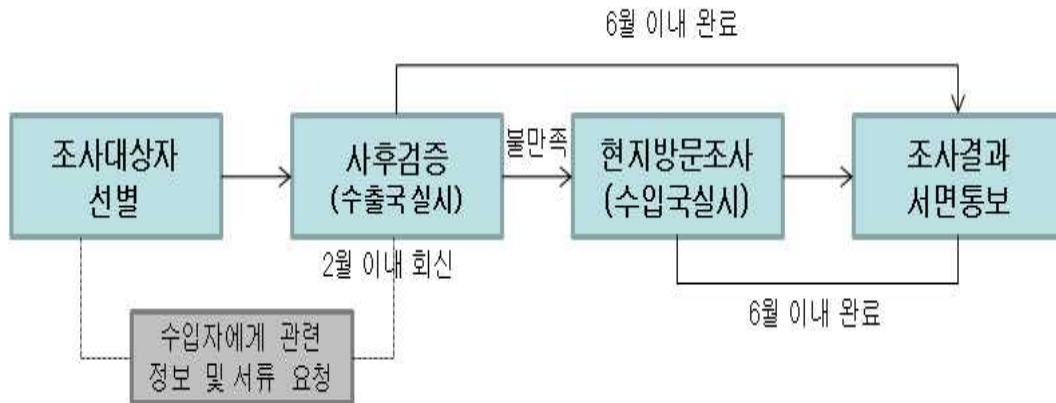 6월 이내 완료
조사대상자
선별
사후검증
(수출국 실시)
불만족
현지방문조사
(수입국실시)
조사결과
서면통보
2월 이내 회신
6월 이내 완료
수입자에게 관련
정보 및 서류 요청